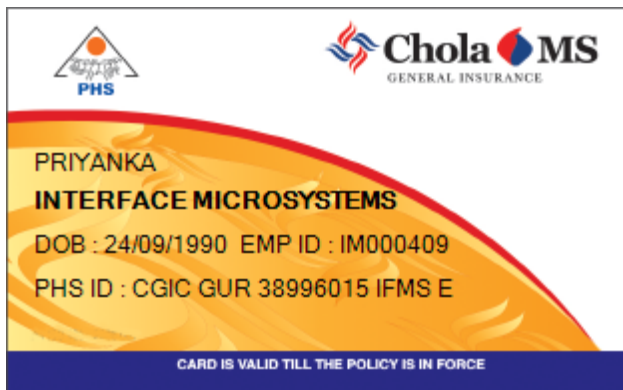 PHS
Chola MS
GENERAL INSURANCE
PRIYANKA
INTERFACE MICROSYSTEMS
DOB : 24/09/1990 EMP ID : IM000409
PHS ID : CGIC GUR 38996015 IFMS E
CARD IS VALID TILL THE POLICY IS IN FORCE